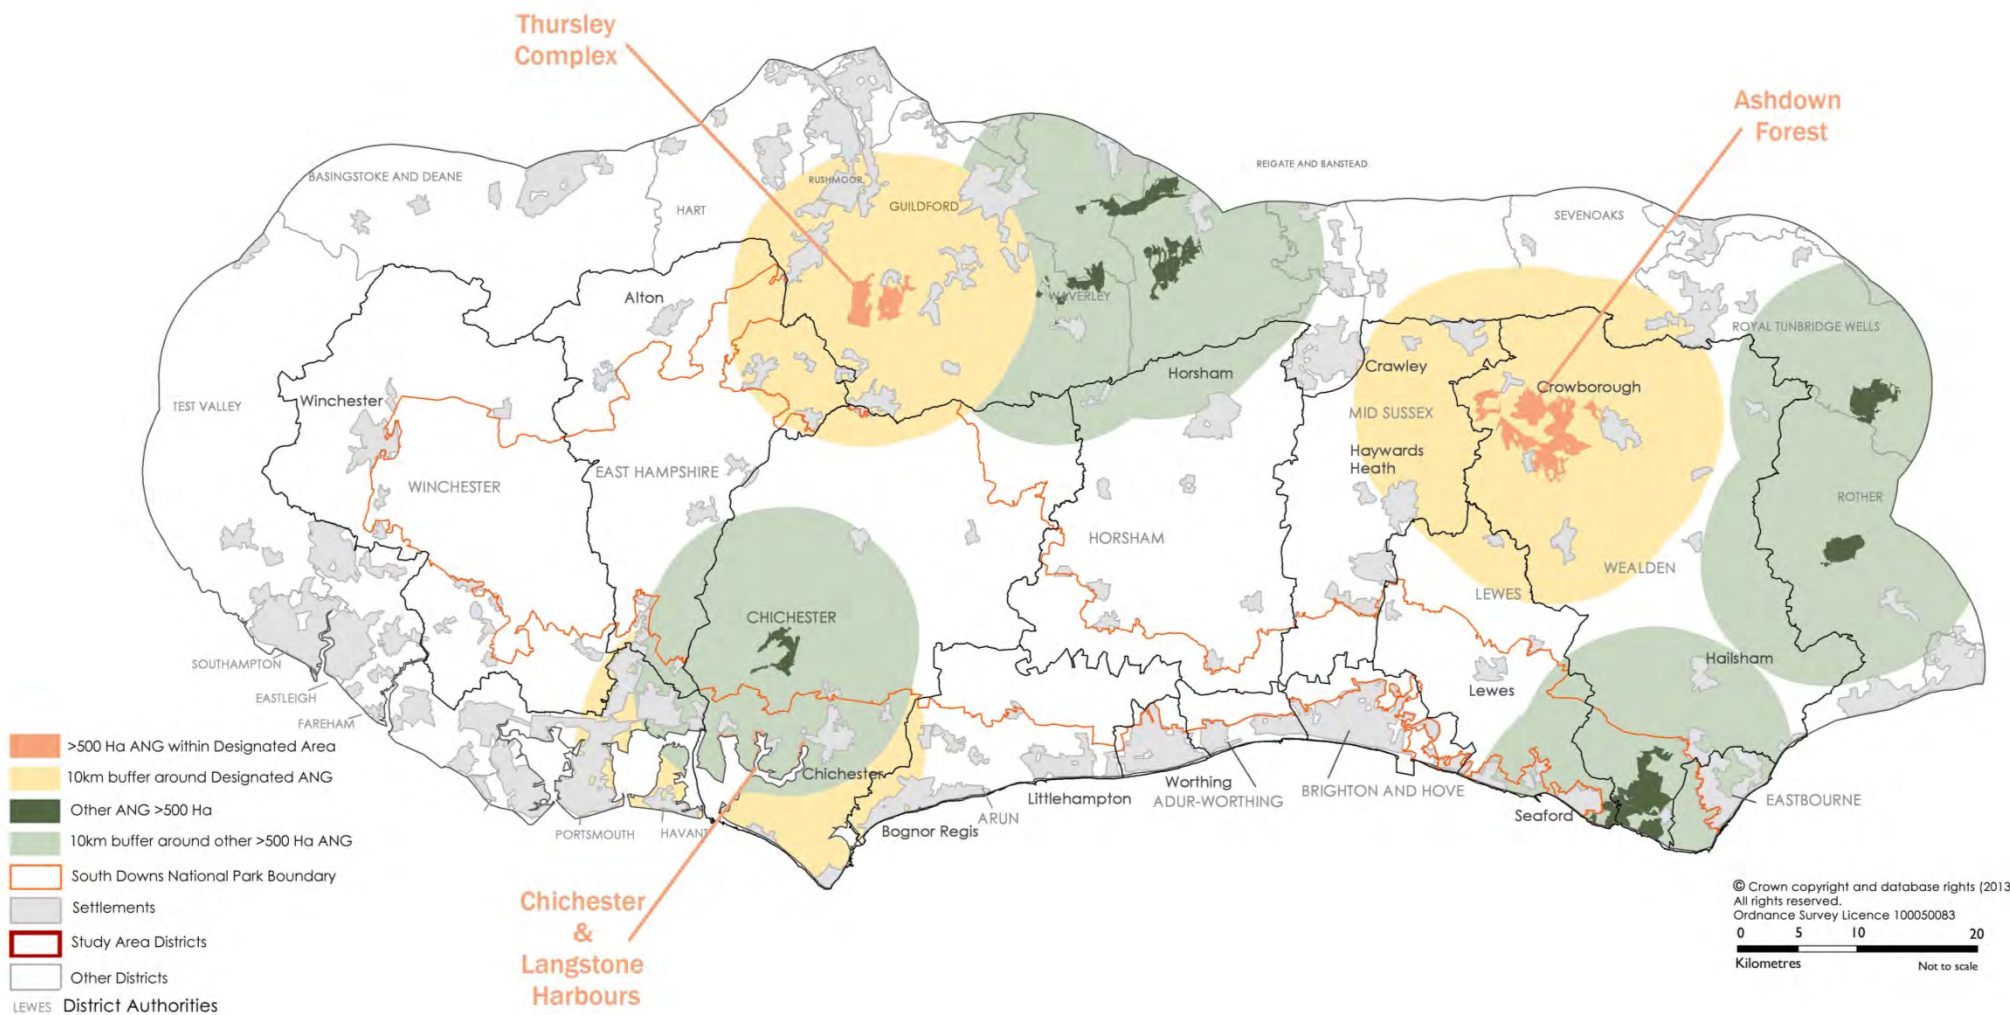 Thursley
Complex
Ashdown
Forest
REIGATE AND BANSTEAD
BASINGSTOKE AND DEANE
RUSHMOOR
HART
GUILDFORD
SEVENOAKS
Alton
WAVERLEY
ROYAL TUNBRIDGE WELLS
Horsham
Crawley
Crowborough
Winchester
TEST VALLEY
MID SUSSEX
Haywards
Heath
EAST HAMPSHIRE
WINCHESTER
ROTHER
HORSHAM
WEALDEN
LEWES
CHICHESTER
Hailsham
SOUTHAMPTON
EASTLEIGH
Lewes
FAREHAM
Chichester
Worthing
BRIGHTON AND HOVE
Littlehampton
ADUR-WORTHING
EASTBOURNE
Seaford
ARUN
Bognor Regis
PORTSMOUTH
HAVANT
Chichester
&
Langstone
Harbours
>500 Ha ANG within Designated Area
10km buffer around Designated ANG
Other ANG >500 Ha
10km buffer around other >500 Ha ANG
South Downs National Park Boundary
Settlements
Study Area Districts
Other Districts
LEWES District Authorities
© Crown copyright and database rights (2013
All rights reserved.
Ordnance Survey Licence 100050083
0 5 10 20
Kilometres Not to scale